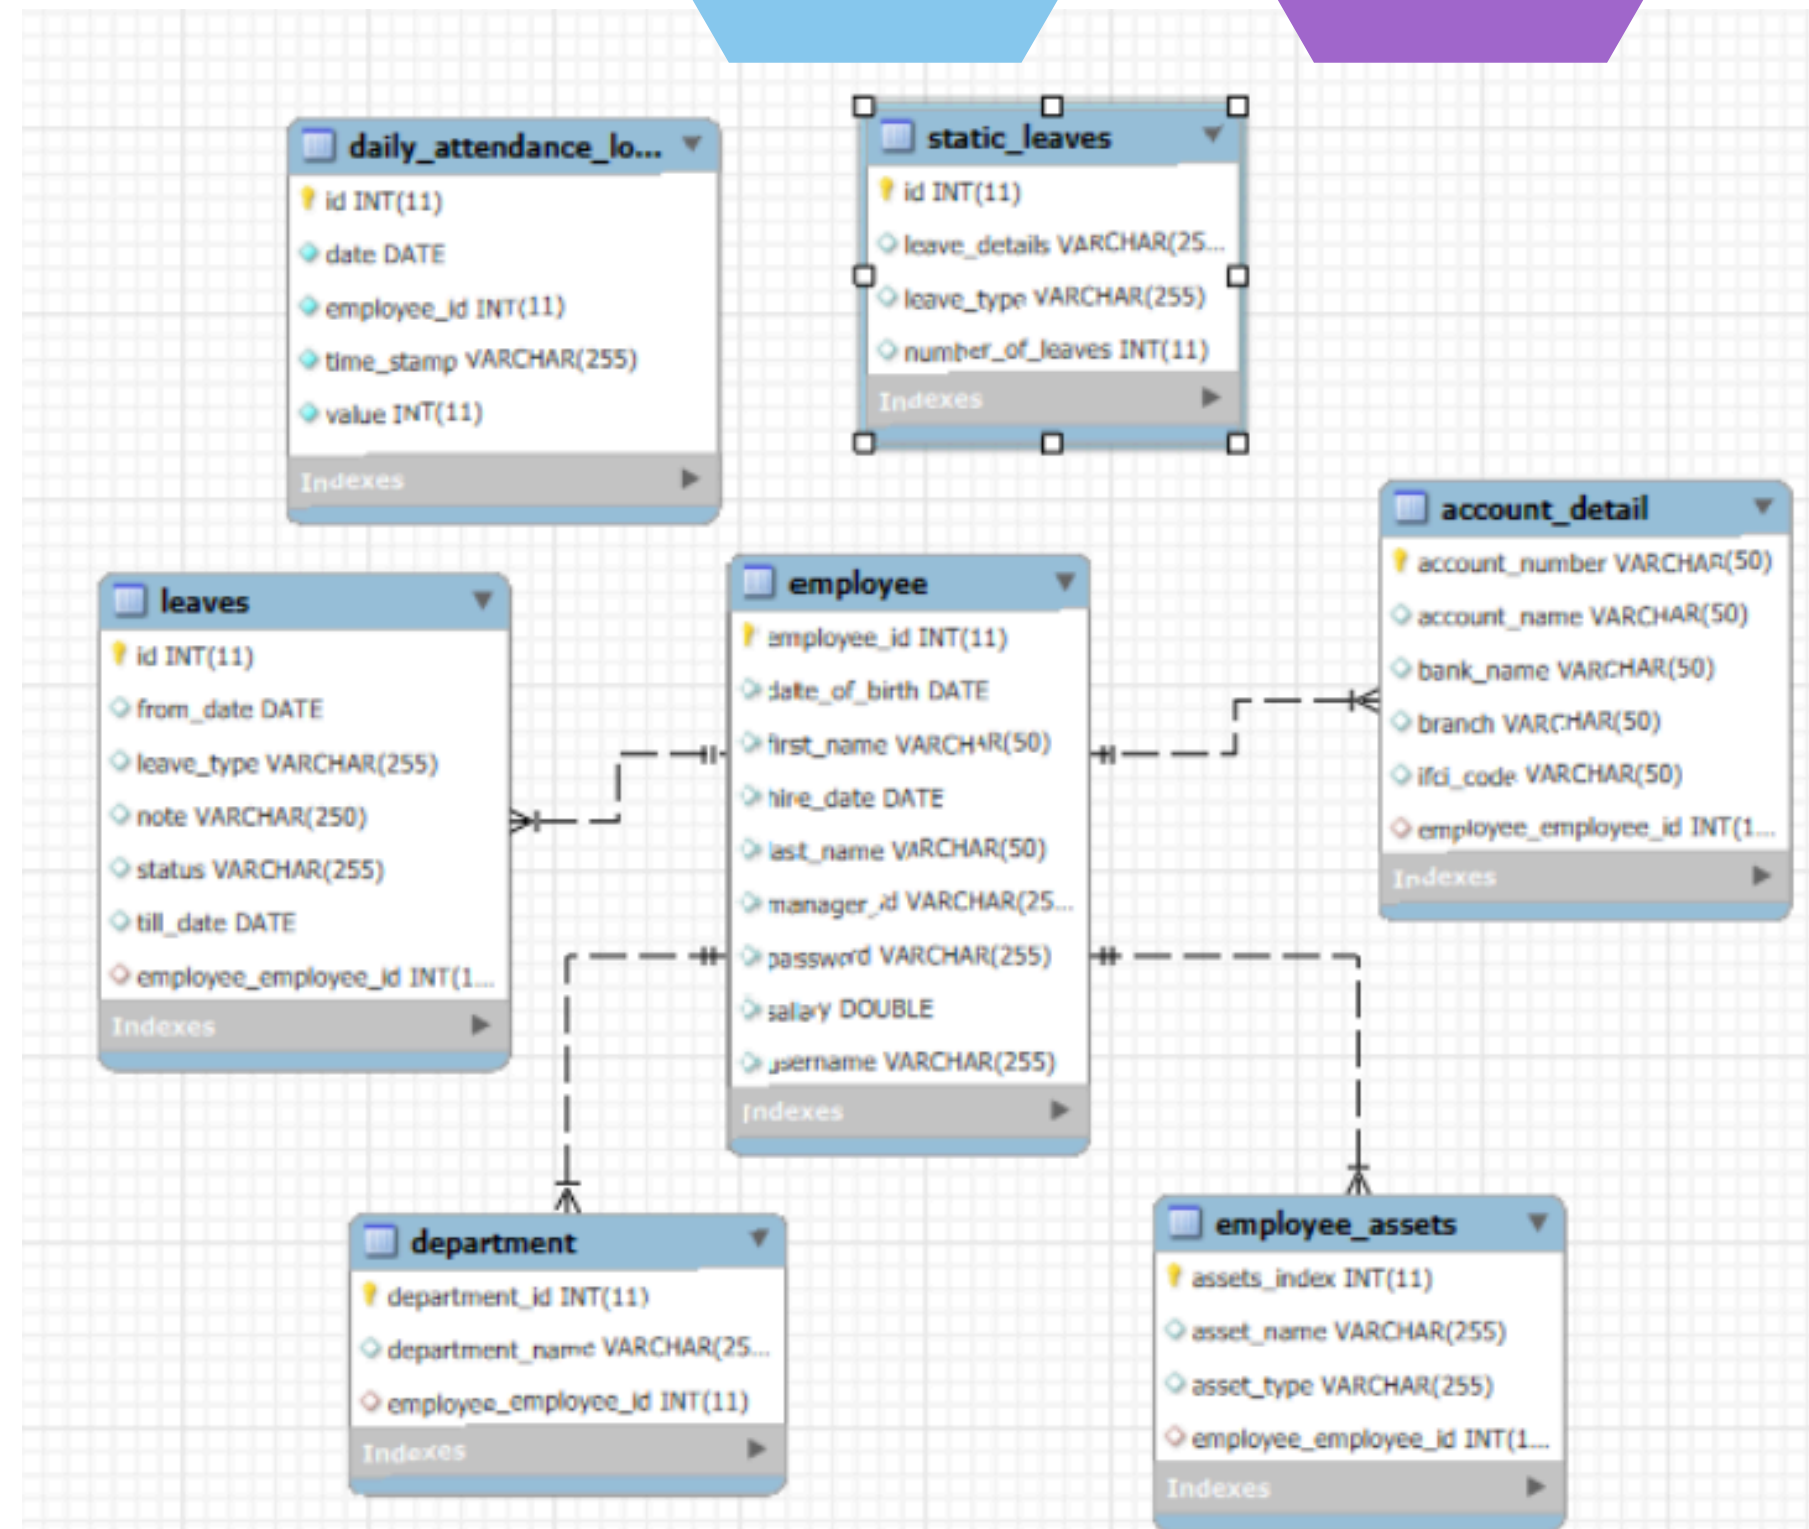 daily_attendance_lo...
id INT(11)
date DATE
employee_id INT(11)
time_stamp VARCHAR(255)
value INT(11)
Indexes
static_leaves
id INT(11)
leave_details VARCHAR(25...
leave_type VARCHAR(255)
number_of_leaves INT(11)
Indexes
leaves
id INT(11)
from_date DATE
leave_type VARCHAR(255)
note VARCHAR(250)
status VARCHAR(255)
till_date DATE
employee_employee_id INT(1...
Indexes
employee
employee_id INT(11)
date_of_birth DATE
first_name VARCHAR(50)
hire_date DATE
last_name VARCHAR(50)
manager_id VARCHAR(25...
password VARCHAR(255)
salary DOUBLE
username VARCHAR(255)
Indexes
account_detail
account_number VARCHAR(50)
account_name VARCHAR(50)
bank_name VARCHAR(50)
branch VARCHAR(50)
ifci_code VARCHAR(50)
employee_employee_id INT(1...
Indexes
department
department_id INT(11)
department_name VARCHAR(25...
employee_employee_id INT(11)
Indexes
employee_assets
assets_index INT(11)
asset_name VARCHAR(255)
asset_type VARCHAR(255)
employee_employee_id INT(1...
Indexes